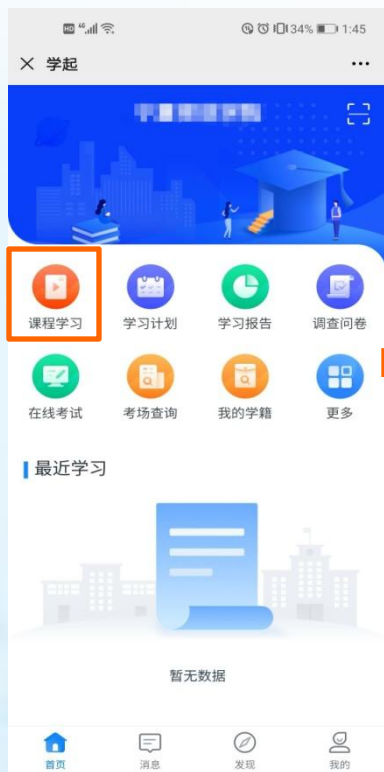 HD 46 34% 1:45
× 学起 ...
课程学习 学习计划 学习报告 调查问卷
在线考试 考场查询 我的学籍 更多
最近学习
暂无数据
首页 消息 发现 我的